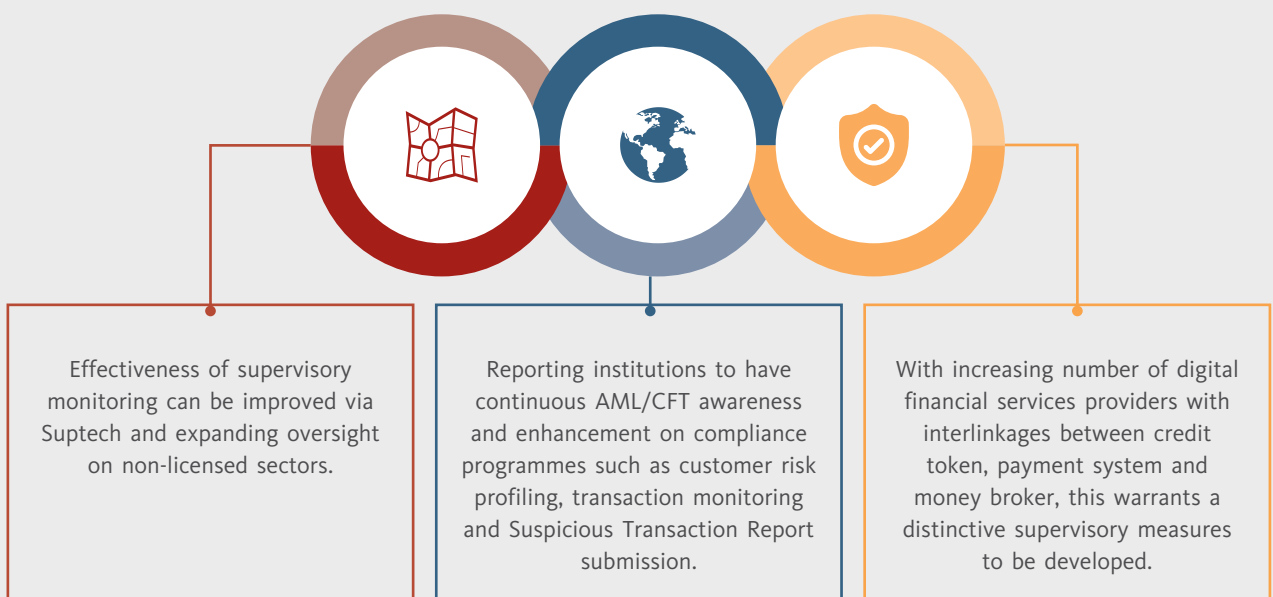 Effectiveness of supervisory
monitoring can be improved via
Suptech and expanding oversight
on non-licensed sectors.
Reporting institutions to have
continuous AML/CFT awareness
and enhancement on compliance
programmes such as customer risk
profiling, transaction monitoring
and Suspicious Transaction Report
submission.
With increasing number of digital
financial services providers with
interlinkages between credit
token, payment system and
money broker, this warrants a
distinctive supervisory measures
to be developed.